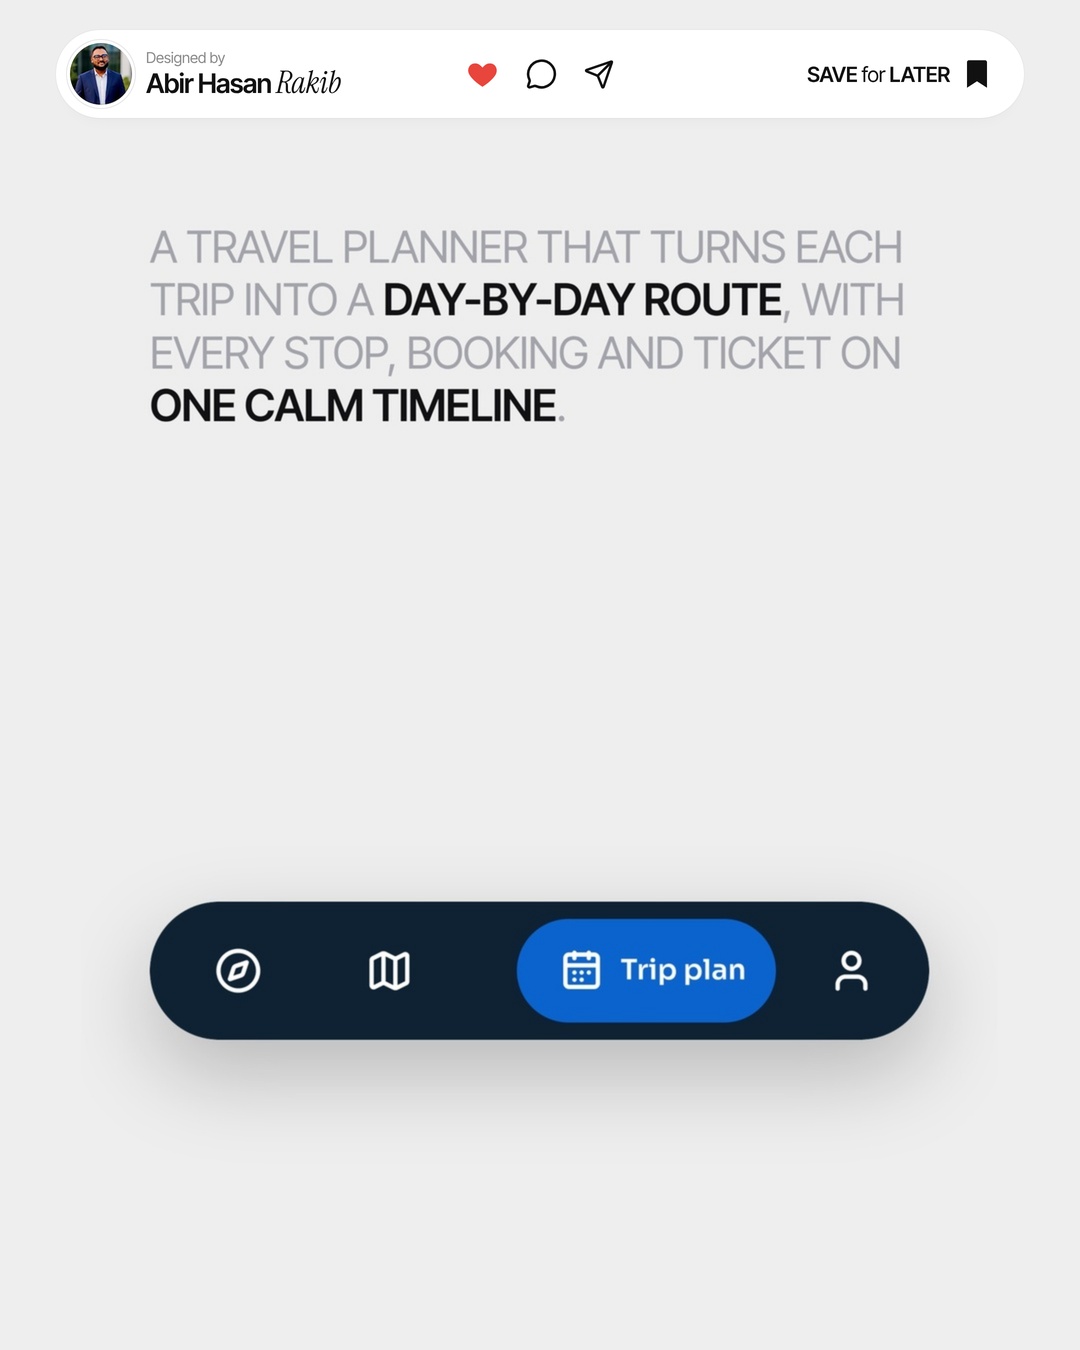 Designed by
Abir Hasan Rakib
SAVE for LATER
A TRAVEL PLANNER THAT TURNS EACH
TRIP INTO A DAY-BY-DAY ROUTE, WITH
EVERY STOP, BOOKING AND TICKET ON
ONE CALM TIMELINE.
Trip plan